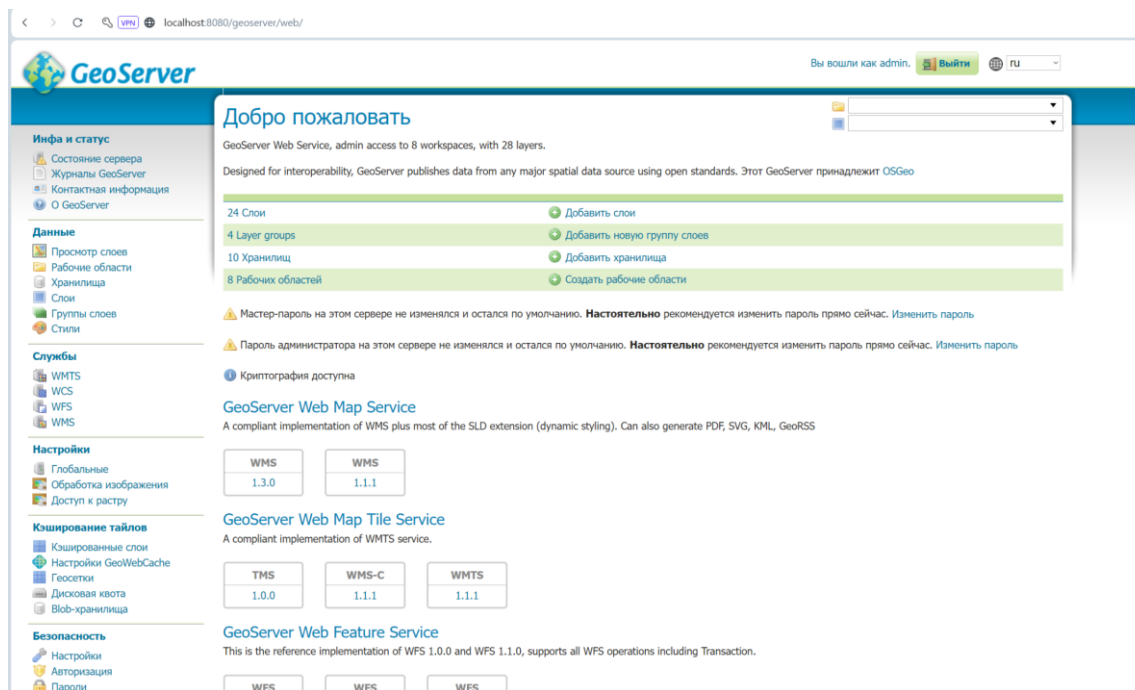 VPN localhost:8080/geoserver/web/
GeoServer
Вы вошли как admin. Выйти ru
Добро пожаловать
GeoServer Web Service, admin access to 8 workspaces, with 28 layers.
Designed for interoperability, GeoServer publishes data from any major spatial data source using open standards. Этот GeoServer принадлежит OSGeo
24 Слои Добавить слои
4 Layer groups Добавить новую группу слоев
10 Хранилищ Добавить хранилища
8 Рабочих областей Создать рабочие области
Мастер-пароль на этом сервере не изменялся и остался по умолчанию. Настоятельно рекомендуется изменить пароль прямо сейчас. Изменить пароль
Пароль администратора на этом сервере не изменялся и остался по умолчанию. Настоятельно рекомендуется изменить пароль прямо сейчас. Изменить пароль
Криптография доступна
GeoServer Web Map Service
A compliant implementation of WMS plus most of the SLD extension (dynamic styling). Can also generate PDF, SVG, KML, GeoRSS
WMS WMS
1.3.0 1.1.1
GeoServer Web Map Tile Service
A compliant implementation of WMTS service.
TMS WMS-C WMTS
1.0.0 1.1.1 1.1.1
GeoServer Web Feature Service
This is the reference implementation of WFS 1.0.0 and WFS 1.1.0, supports all WFS operations including Transaction.
WFS WFS WFS
Инфа и статус
Состояние сервера
Журналы GeoServer
Контактная информация
О GeoServer
Данные
Просмотр слоев
Рабочие области
Хранилища
Слои
Группы слоев
Стили
Службы
WMTS
WCS
WFS
WMS
Настройки
Глобальные
Обработка изображения
Доступ к растру
Кэширование тайлов
Кэшированные слои
Настройки GeoWebCache
Геосетки
Дисковая квота
Blob-хранилища
Безопасность
Настройки
Авторизация
Пароли